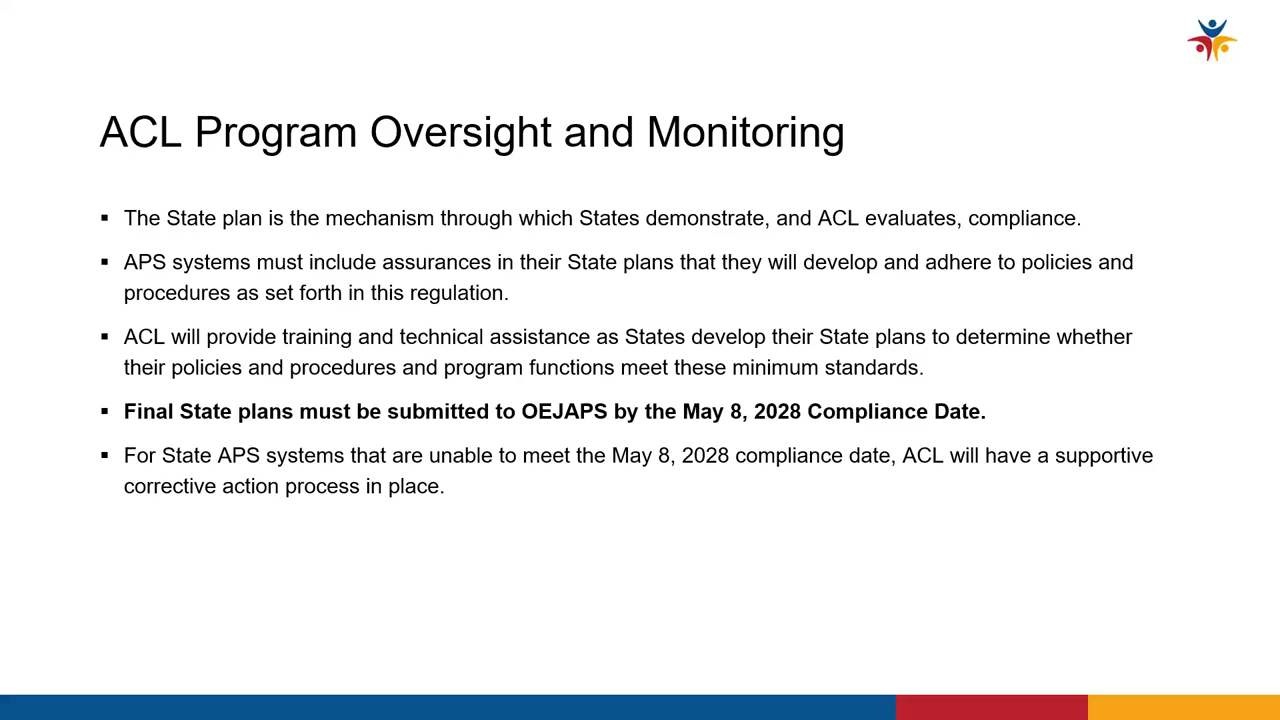 ACL Program Oversight and Monitoring
▪ The State plan is the mechanism through which States demonstrate, and ACL evaluates, compliance.
▪ APS systems must include assurances in their State plans that they will develop and adhere to policies and
procedures as set forth in this regulation.
▪ ACL will provide training and technical assistance as States develop their State plans to determine whether
their policies and procedures and program functions meet these minimum standards.
▪ Final State plans must be submitted to OEJAPS by the May 8, 2028 Compliance Date.
▪ For State APS systems that are unable to meet the May 8, 2028 compliance date, ACL will have a supportive
corrective action process in place.